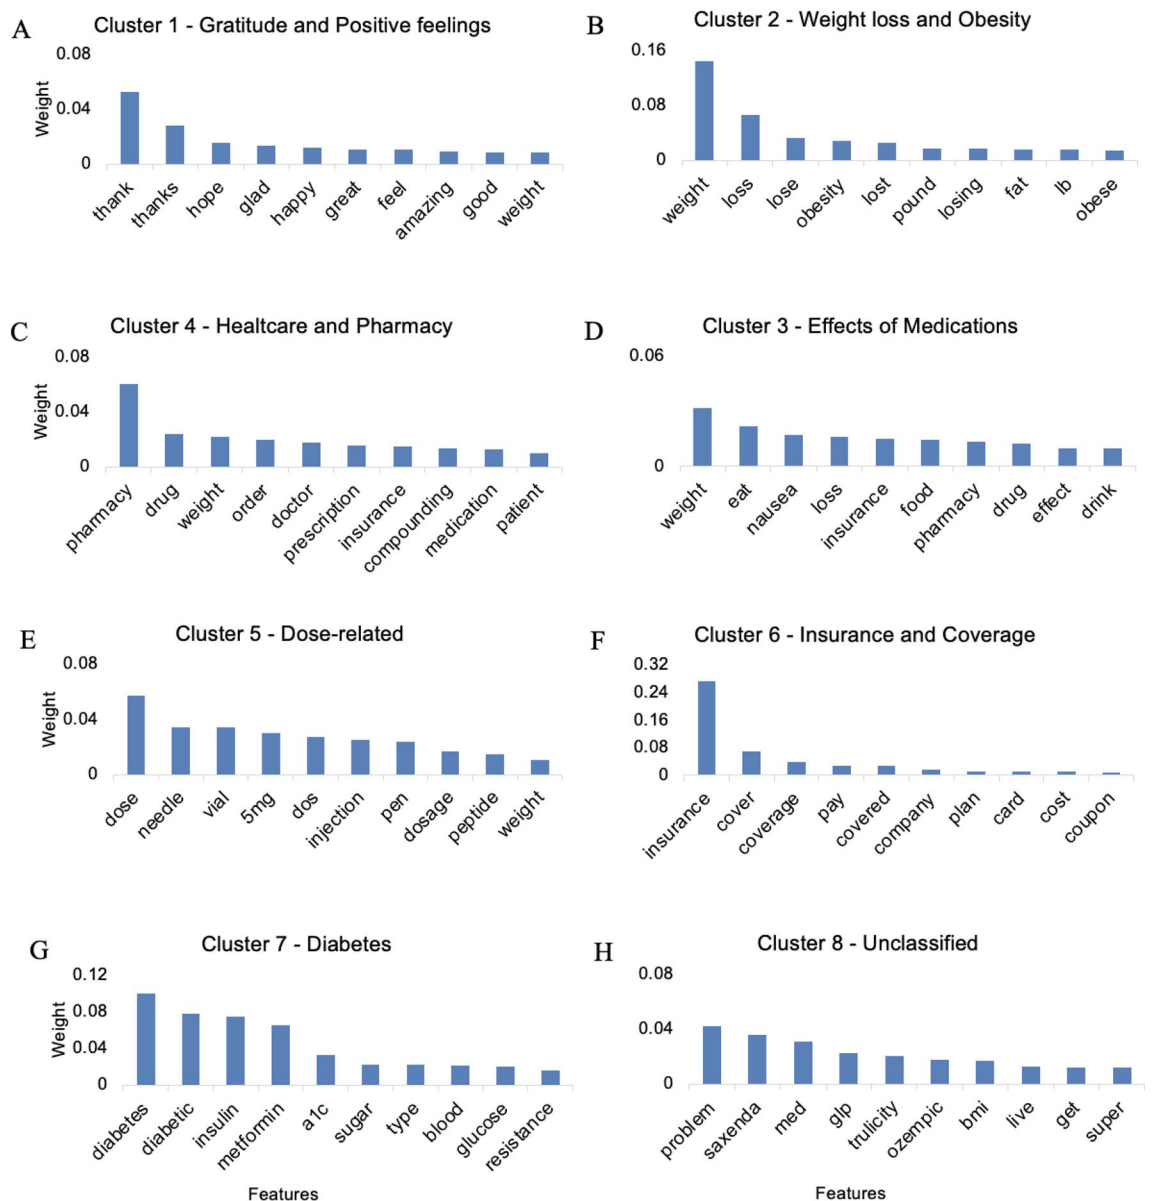 A
Cluster 1 - Gratitude and Positive feelings
Weight
0.08
0.04
0
thank
thanks
hope
glad
happy
great
feel
amazing
good
weight
B
Cluster 2 - Weight loss and Obesity
0.16
0.08
0
weight
loss
lose
obesity
lost
pound
losing
fat
lb
obese
C
Cluster 4 - Healtcare and Pharmacy
Weight
0.08
0.04
0
pharmacy
drug
weight
order
doctor
prescription
insurance
compounding
medication
patient
D
Cluster 3 - Effects of Medications
0.06
0
weight
eat
nausea
loss
insurance
food
pharmacy
drug
effect
drink
E
Cluster 5 - Dose-related
Weight
0.08
0.04
0
dose
needle
vial
5mg
dos
injection
pen
dosage
peptide
weight
F
Cluster 6 - Insurance and Coverage
0.32
0.24
0.16
0.08
0
insurance
cover
coverage
pay
covered
company
plan
card
cost
coupon
G
Cluster 7 - Diabetes
Weight
0.12
0.08
0.04
0
diabetes
diabetic
insulin
metformin
a1c
sugar
type
blood
glucose
resistance
Features
H
Cluster 8 - Unclassified
0.08
0.04
0
problem
saxenda
med
glp
trulicity
ozempic
bmi
live
get
super
Features